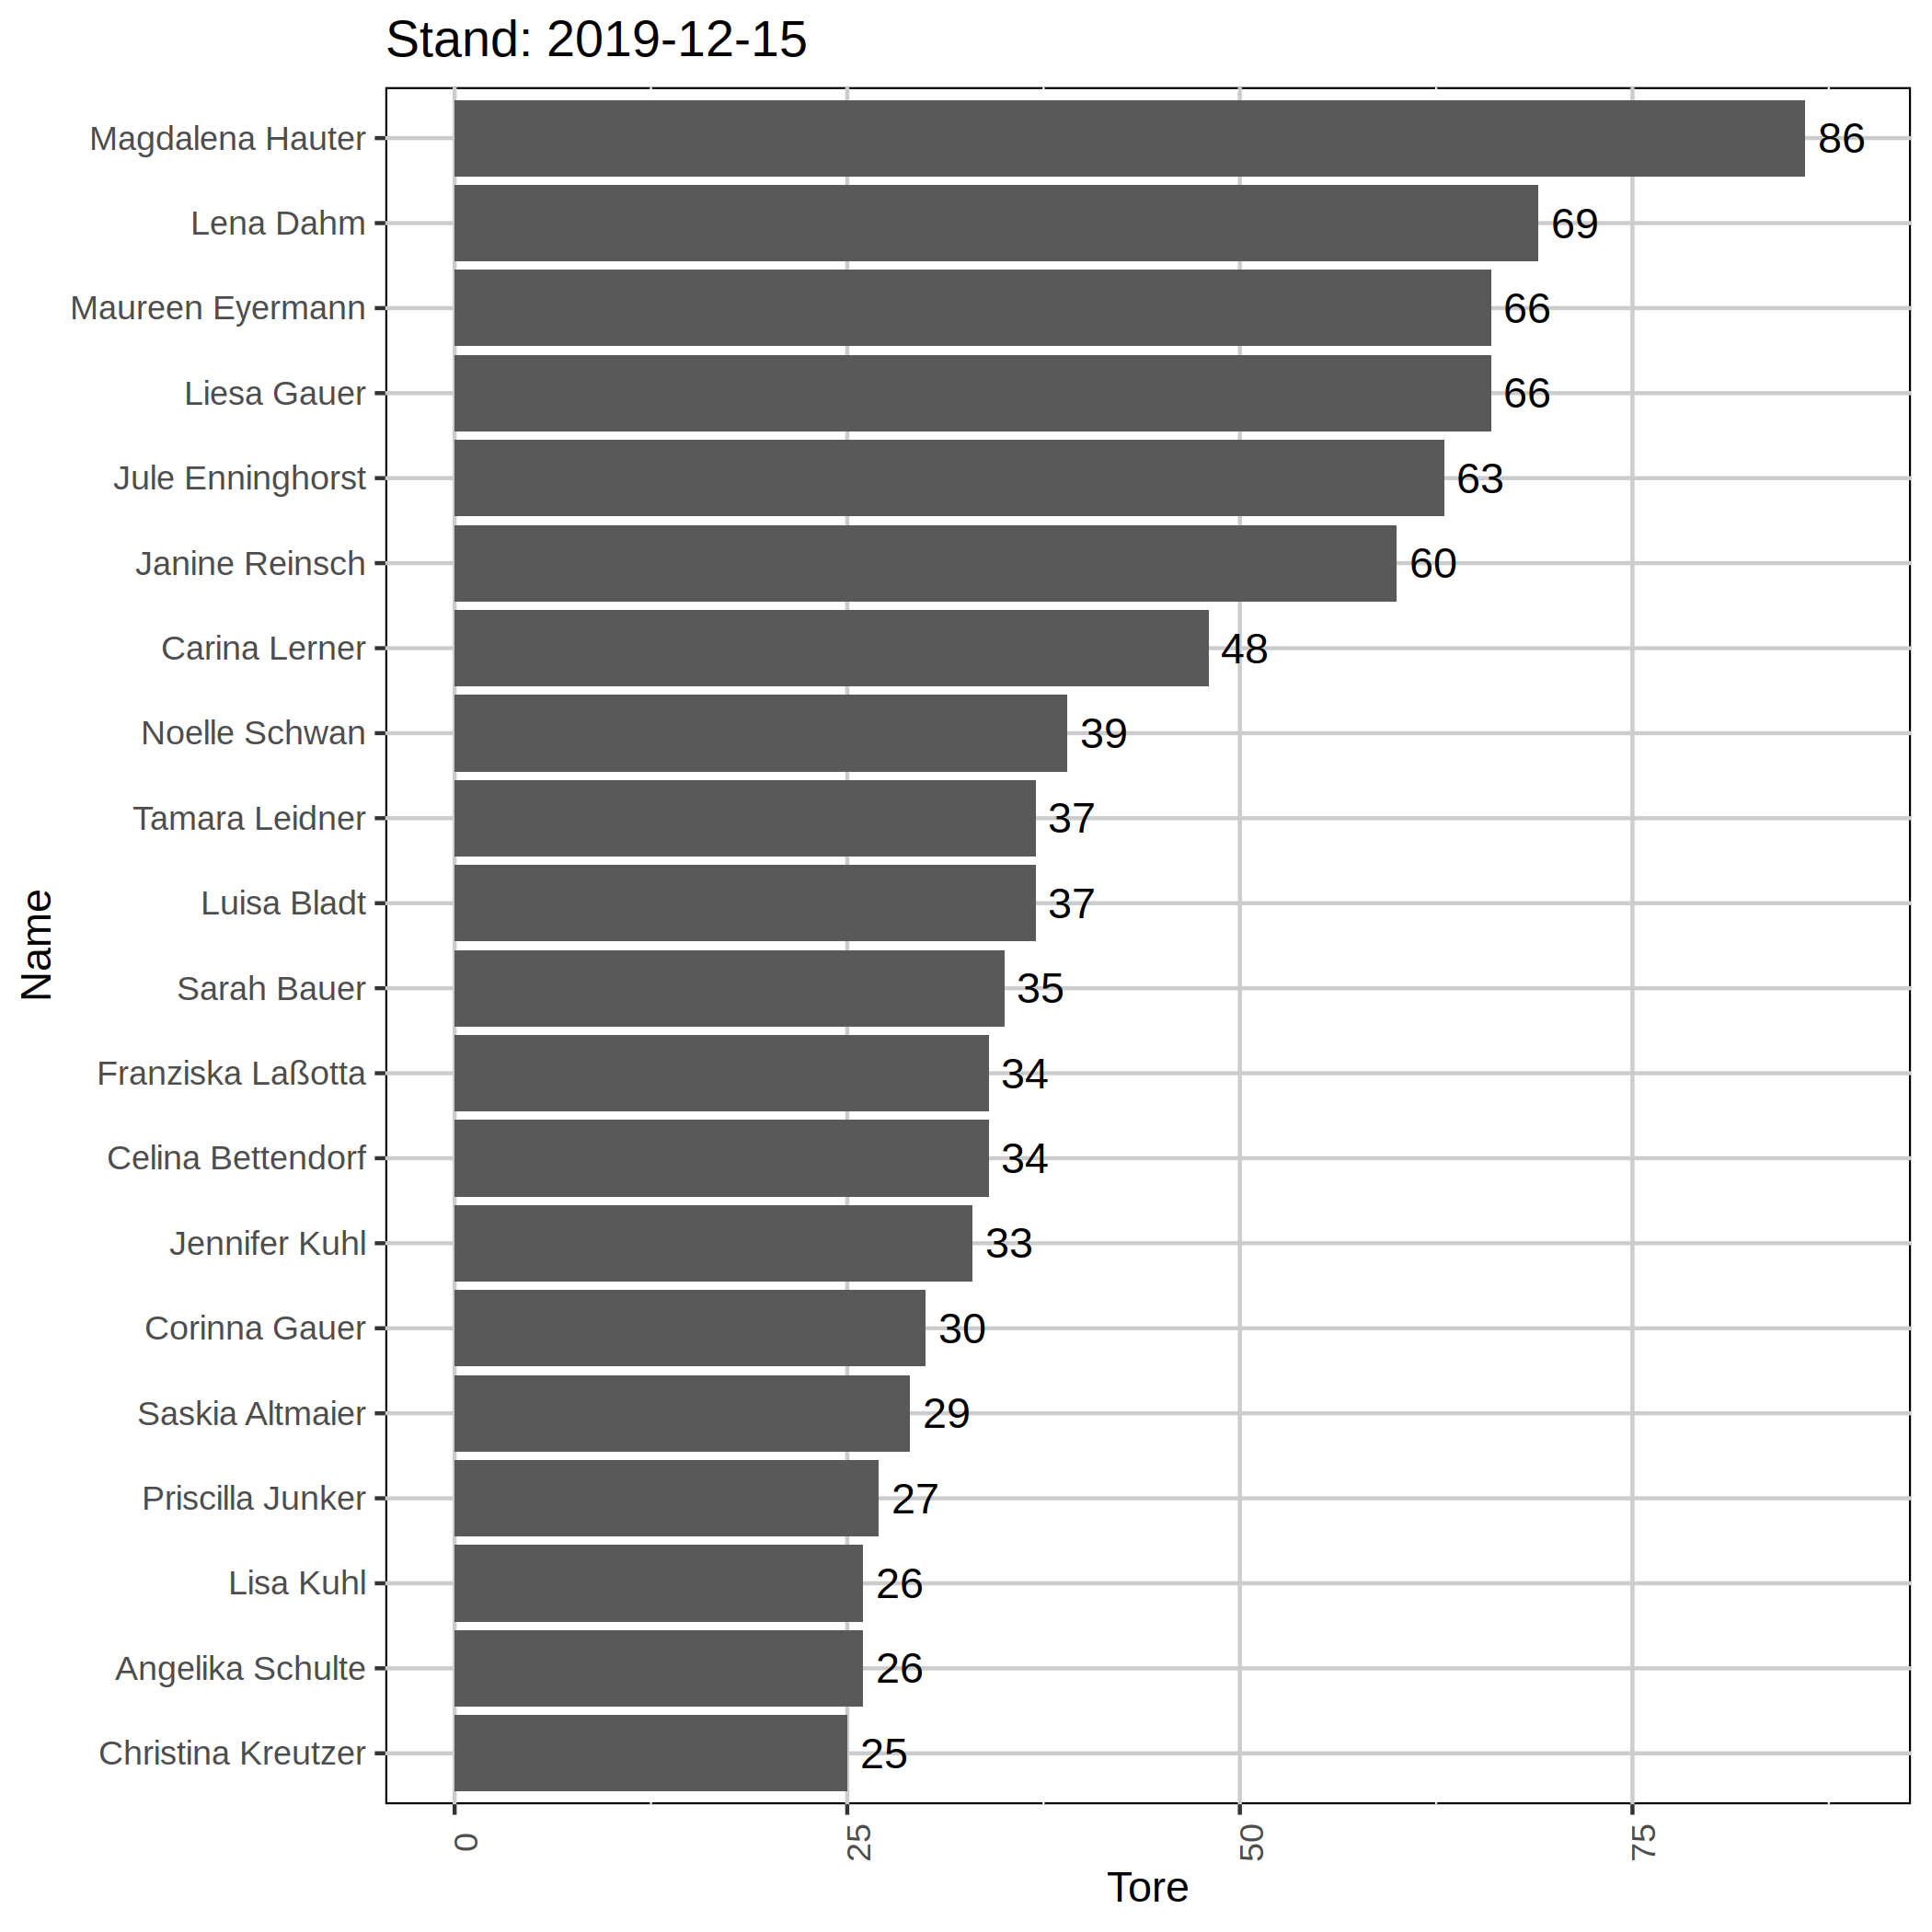 Stand: 2019-12-15
Magdalena Hauter 86
Lena Dahm 69
Maureen Eyermann 66
Liesa Gauer 66
Jule Enninghorst 63
Janine Reinsch 60
Carina Lerner 48
Noelle Schwan 39
Tamara Leidner 37
Luisa Bladt 37
Sarah Bauer 35
Franziska Laßotta 34
Celina Bettendorf 34
Jennifer Kuhl 33
Corinna Gauer 30
Saskia Altmaier 29
Priscilla Junker 27
Lisa Kuhl 26
Angelika Schulte 26
Christina Kreutzer 25
Name
0 25 50 75
Tore